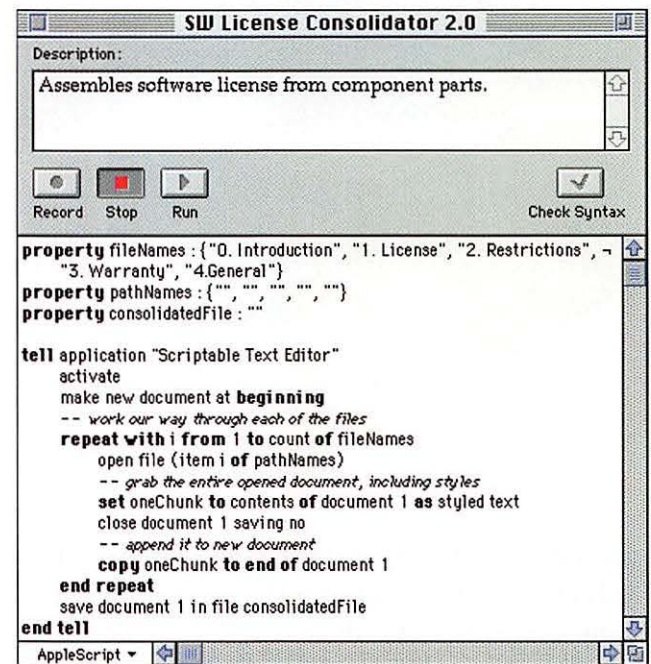 SW License Consolidator 2.0
Description:
Assembles software license from component parts.
Record Stop Run Check Syntax
property fileNames : {"0. Introduction", "1. License", "2. Restrictions", ¬
"3. Warranty", "4.General"}
property pathNames : {"", "", "", "", ""}
property consolidatedFile : ""
tell application "Scriptable Text Editor"
activate
make new document at beginning
-- work our way through each of the files
repeat with i from 1 to count of fileNames
open file (item i of pathNames)
-- grab the entire opened document, including styles
set oneChunk to contents of document 1 as styled text
close document 1 saving no
-- append it to new document
copy oneChunk to end of document 1
end repeat
save document 1 in file consolidatedFile
end tell
AppleScript